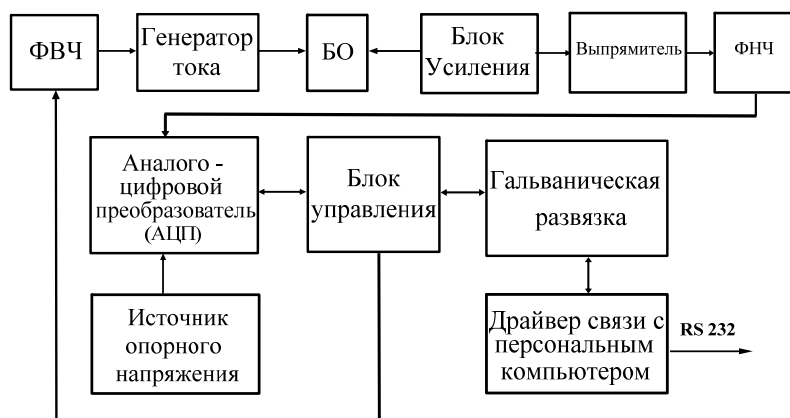 ФВЧ
Генератор
тока
БО
Блок
Усиления
Выпрямитель
ФНЧ
Аналого -
цифровой
преобразователь
(АЦП)
Блок
управления
Гальваническая
развязка
Источник
опорного
напряжения
Драйвер связи с
персональным
компьютером
RS 232